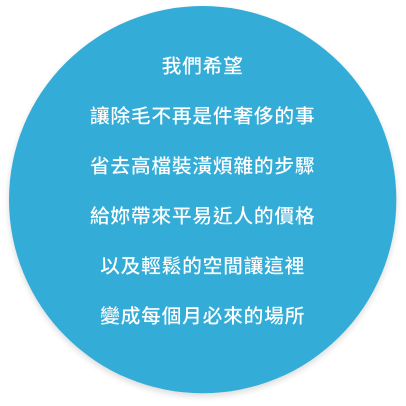 我們希望
讓除毛不再是件奢侈的事
省去高檔裝潢煩雜的步驟
給妳帶來平易近人的價格
以及輕鬆的空間讓這裡
變成每個月必來的場所